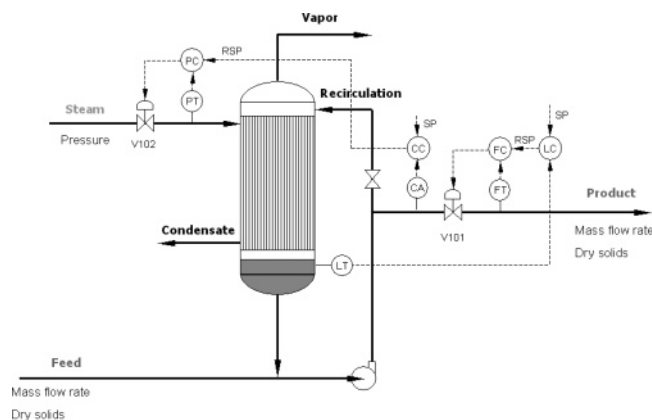 Vapor
PC
RSP
Steam
PT
Recirculation
SP
SP
Pressure
V102
CC
FC
RSP
LC
CA
FT
Product
V101
Mass flow rate
Dry solids
Condensate
LT
Feed
Mass flow rate
Dry solids